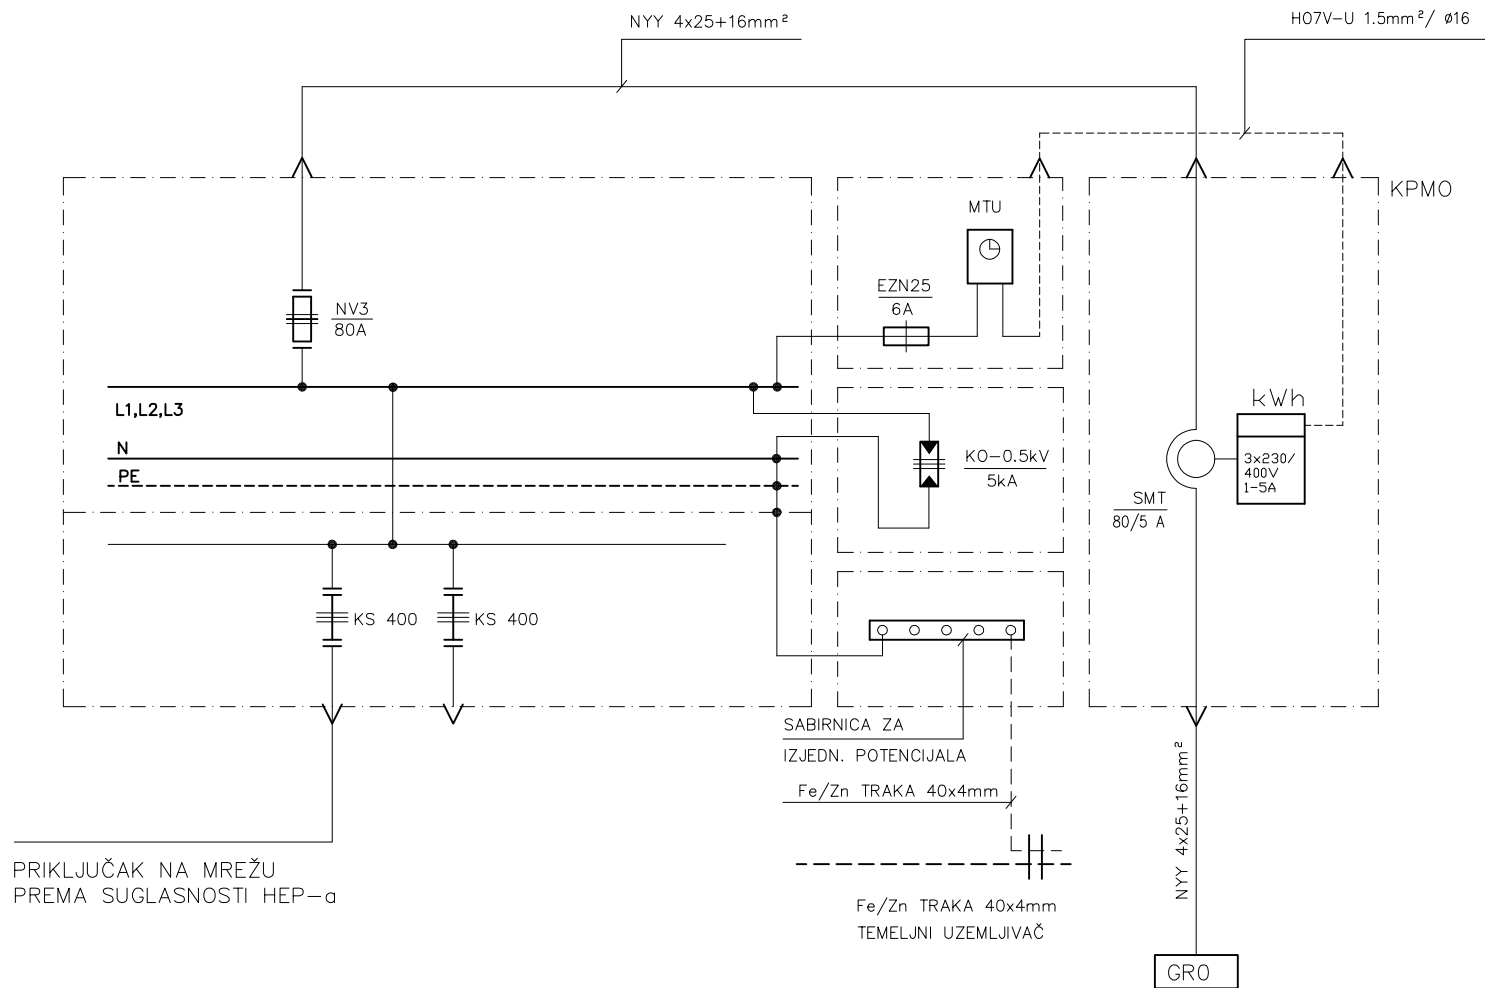 NYY 4x25+16mm²
H07V-U 1.5mm²/ ø16
KPMO
MTU
EZN25
6A
NV3
80A
L1,L2,L3
N
PE
KO-0.5kV
5kA
kWh
3x230/
400V
1-5A
SMT
80/5 A
KS 400
KS 400
SABIRNICA ZA
IZJEDN. POTENCIJALA
Fe/Zn TRAKA 40x4mm
NYY 4x25+16mm²
PRIKLJUČAK NA MREŽU
PREMA SUGLASNOSTI HEP-a
Fe/Zn TRAKA 40x4mm
TEMELJNI UZEMLJIVAČ
GRO